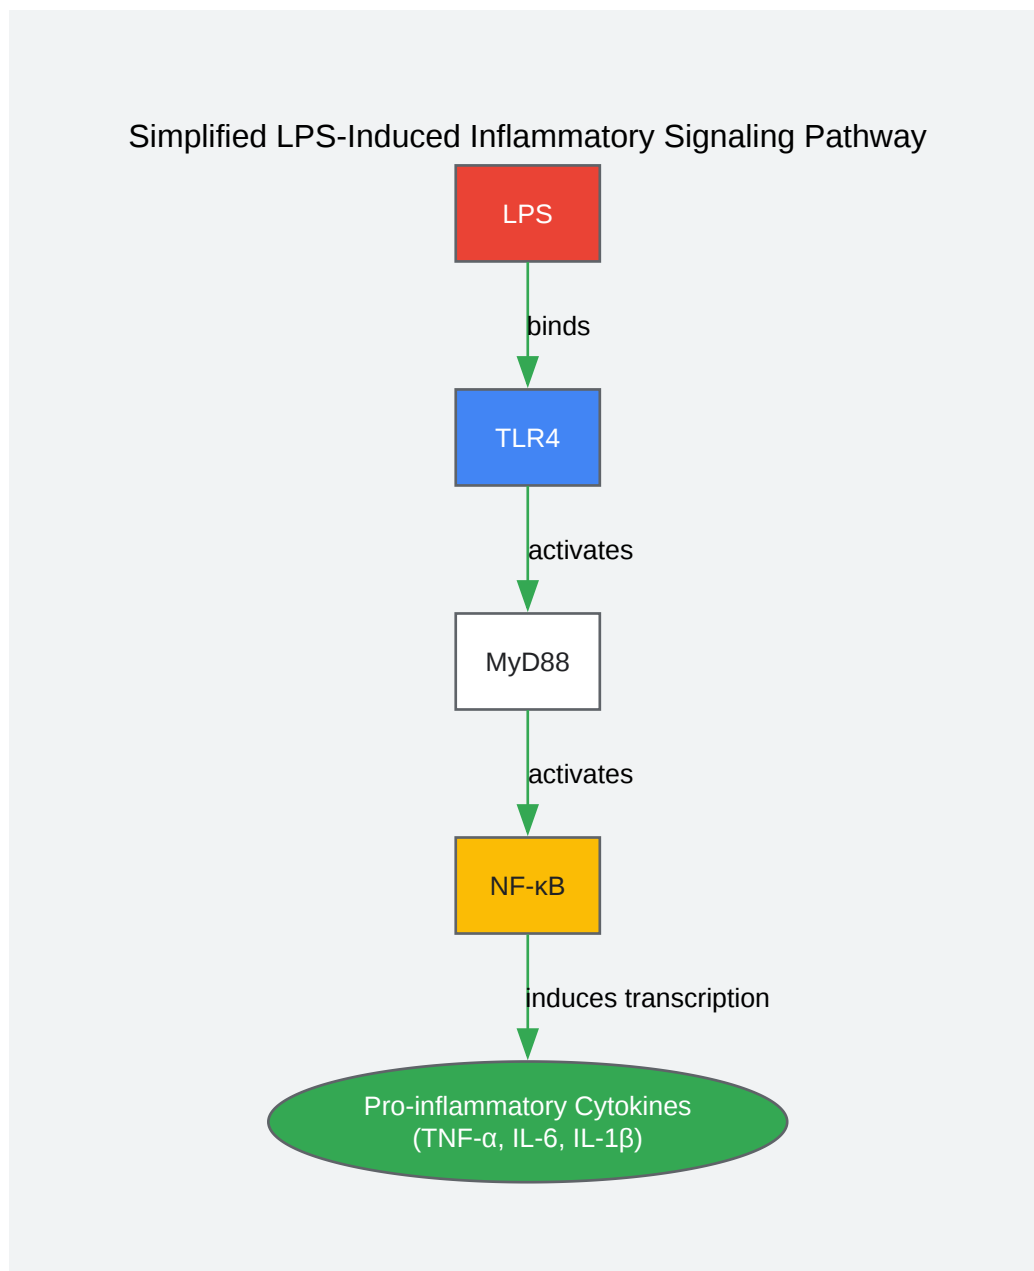 Simplified LPS-Induced Inflammatory Signaling Pathway
LPS
binds
TLR4
activates
MyD88
activates
NF-κB
induces transcription
Pro-inflammatory Cytokines
(TNF-α, IL-6, IL-1β)